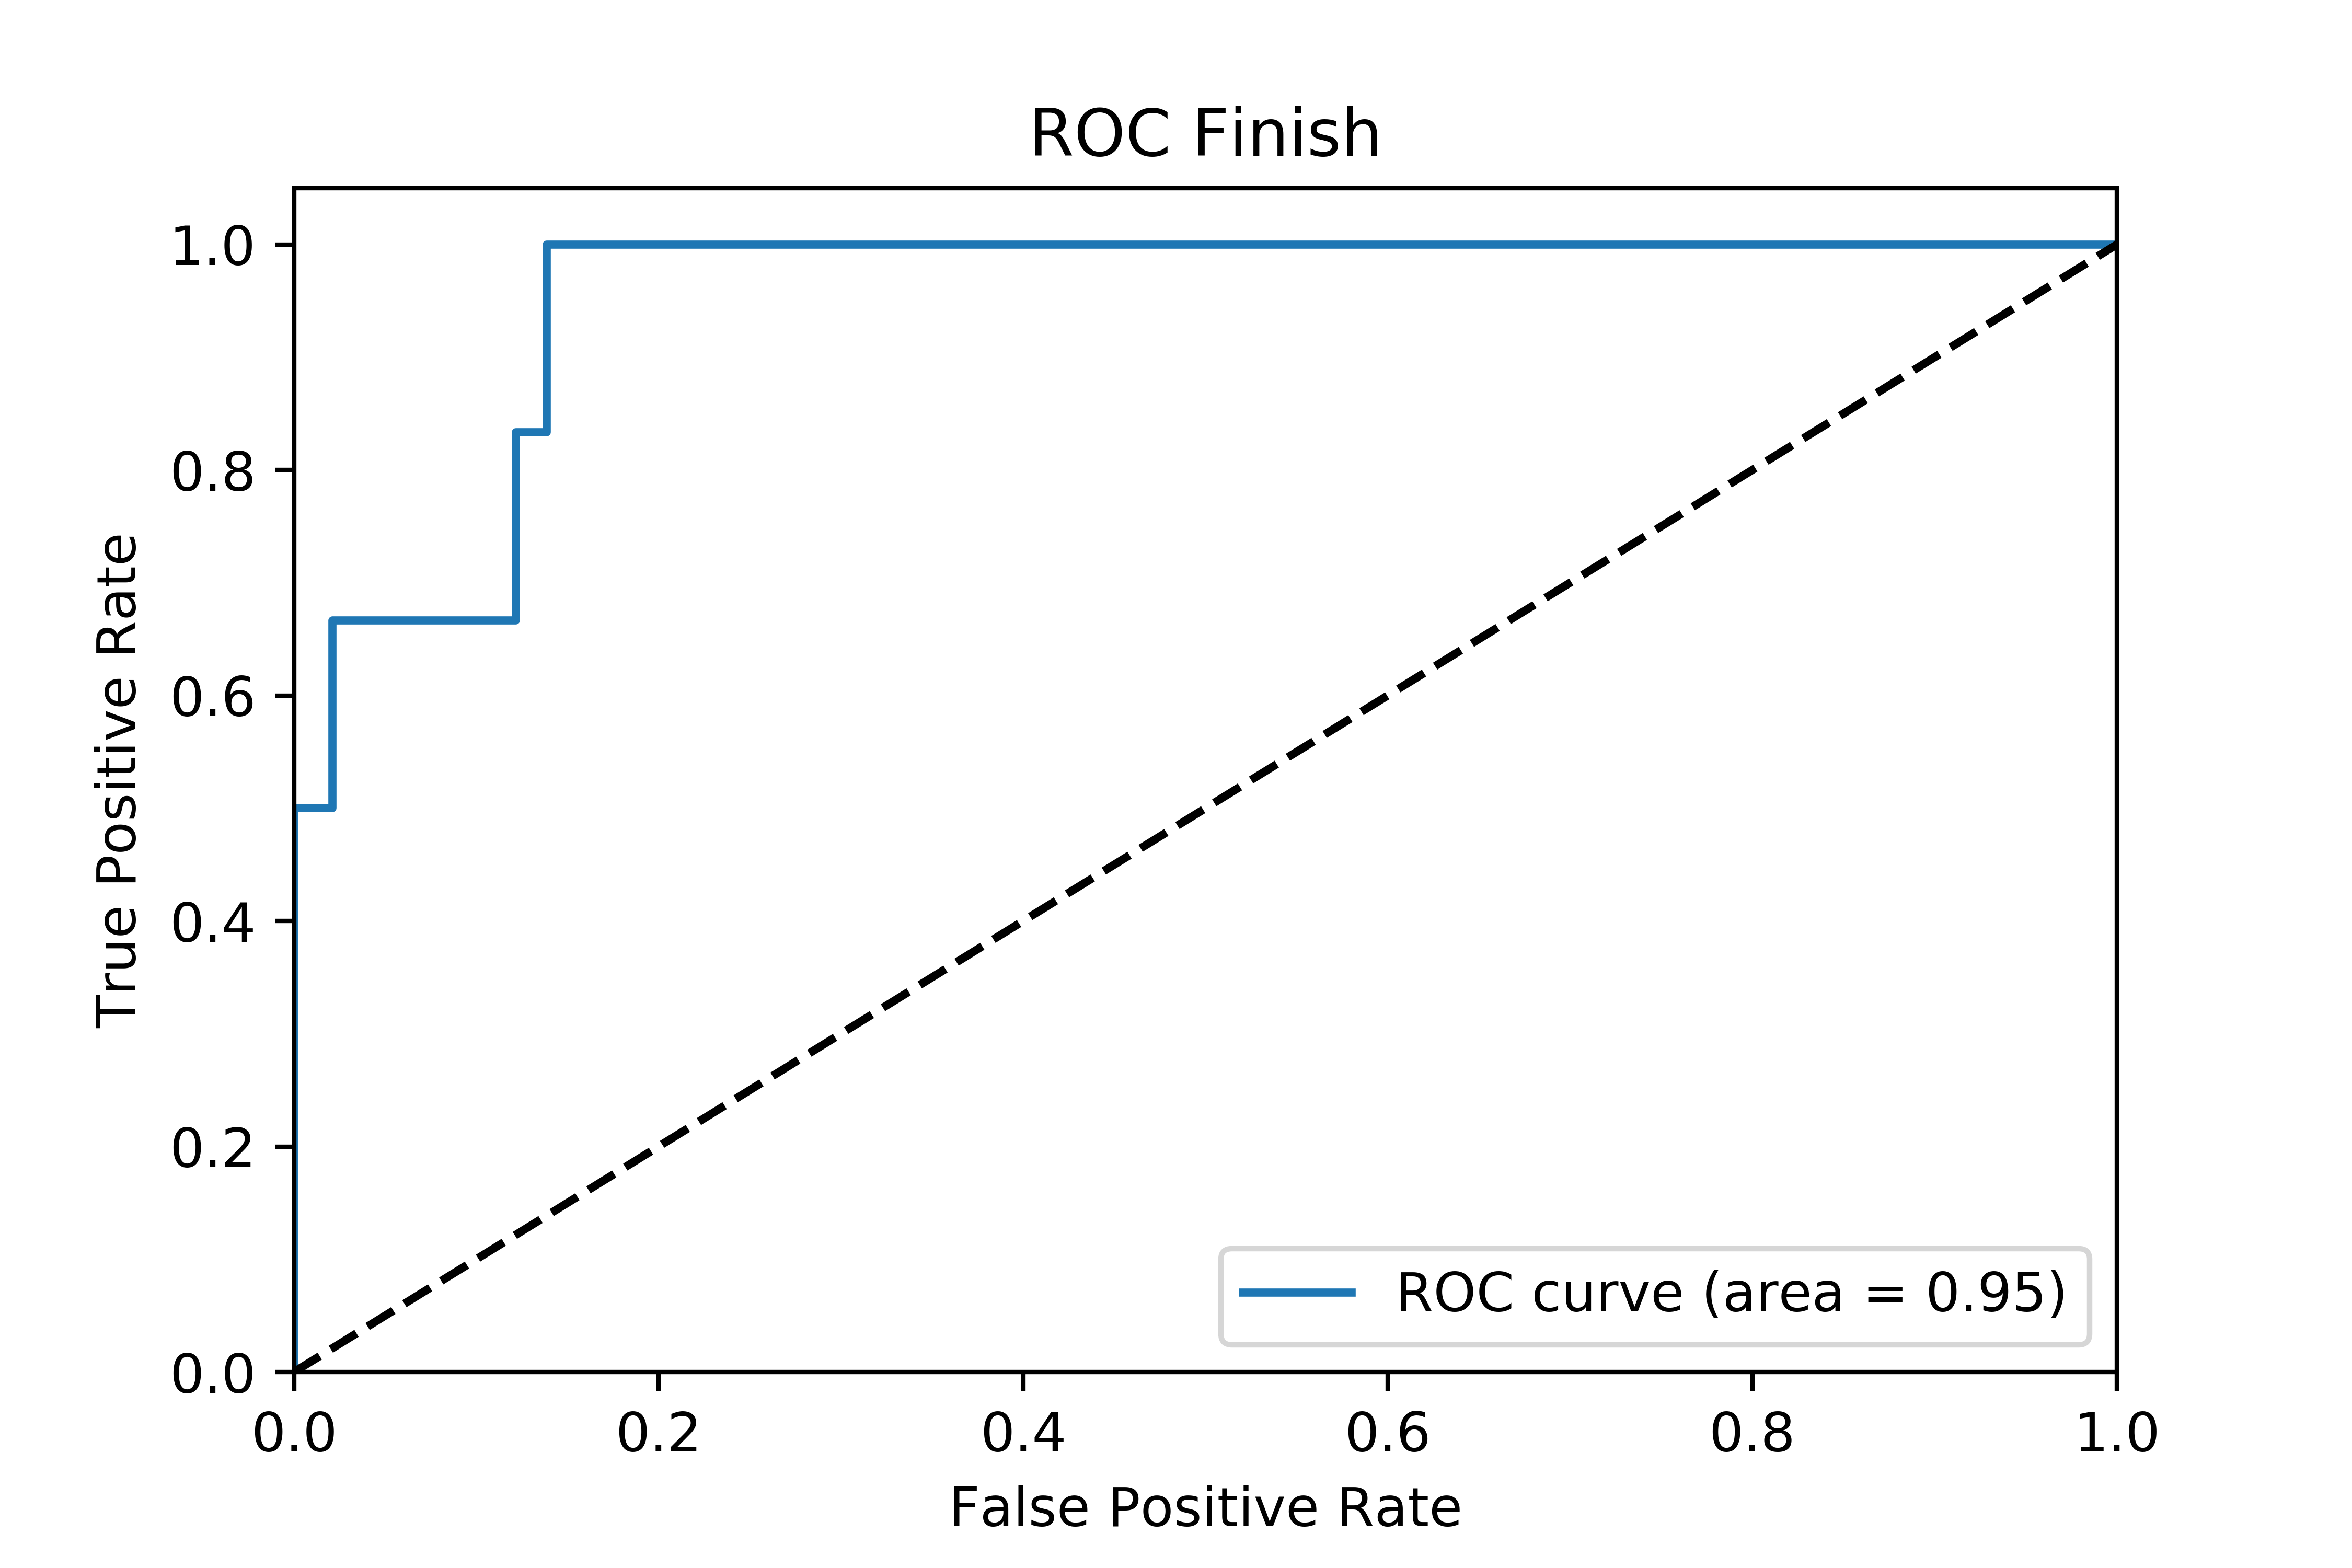 ROC Finish
1.0
0.8
0.6
0.4
0.2
0.0
True Positive Rate
ROC curve (area = 0.95)
0.0 0.2 0.4 0.6 0.8 1.0
False Positive Rate